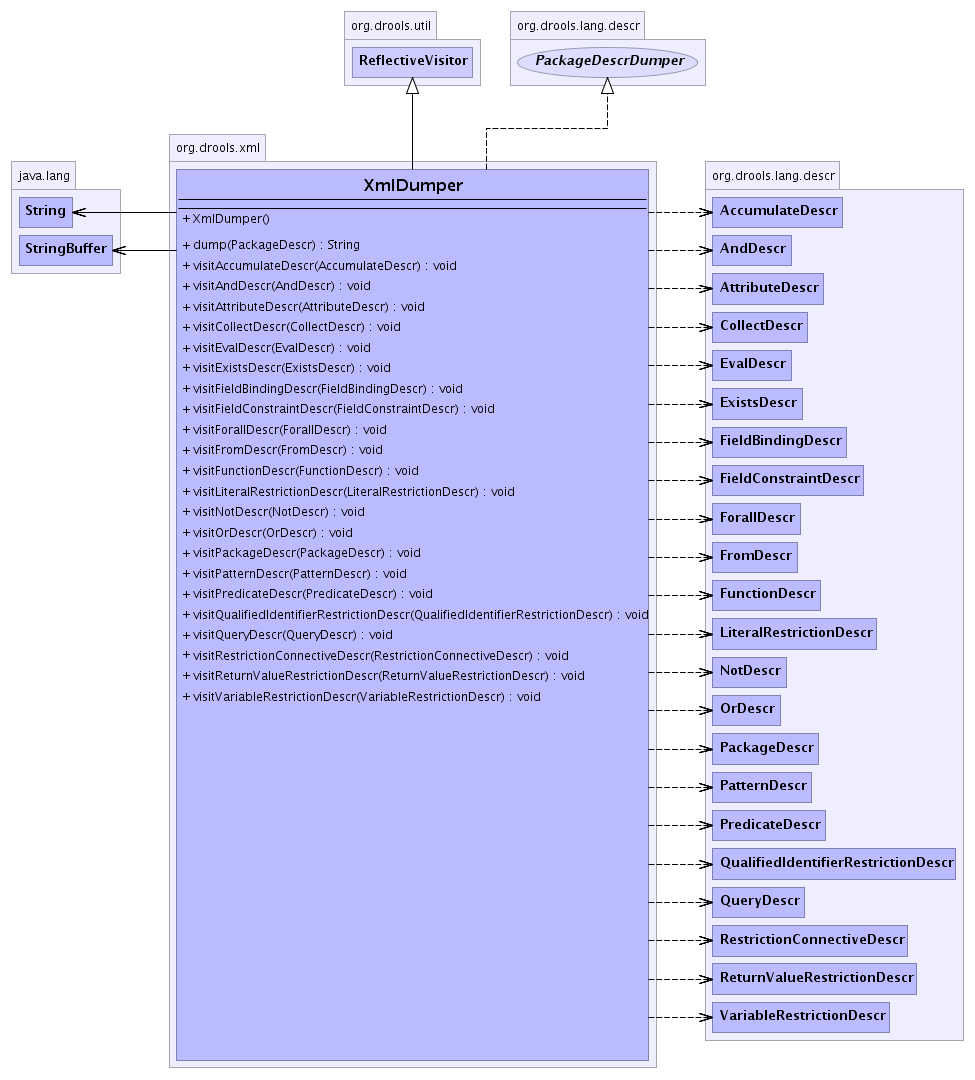 org.drools.util
ReflectiveVisitor
org.drools.lang.descr
PackageDescrDumper
java.lang
String
StringBuffer
org.drools.xml
XmlDumper
+ XmlDumper()
+ dump(PackageDescr) : String
+ visitAccumulateDescr(AccumulateDescr) : void
+ visitAndDescr(AndDescr) : void
+ visitAttributeDescr(AttributeDescr) : void
+ visitCollectDescr(CollectDescr) : void
+ visitEvalDescr(EvalDescr) : void
+ visitExistsDescr(ExistsDescr) : void
+ visitFieldBindingDescr(FieldBindingDescr) : void
+ visitFieldConstraintDescr(FieldConstraintDescr) : void
+ visitForallDescr(ForallDescr) : void
+ visitFromDescr(FromDescr) : void
+ visitFunctionDescr(FunctionDescr) : void
+ visitLiteralRestrictionDescr(LiteralRestrictionDescr) : void
+ visitNotDescr(NotDescr) : void
+ visitOrDescr(OrDescr) : void
+ visitPackageDescr(PackageDescr) : void
+ visitPatternDescr(PatternDescr) : void
+ visitPredicateDescr(PredicateDescr) : void
+ visitQualifiedIdentifierRestrictionDescr(QualifiedIdentifierRestrictionDescr) : void
+ visitQueryDescr(QueryDescr) : void
+ visitRestrictionConnectiveDescr(RestrictionConnectiveDescr) : void
+ visitReturnValueRestrictionDescr(ReturnValueRestrictionDescr) : void
+ visitVariableRestrictionDescr(VariableRestrictionDescr) : void
org.drools.lang.descr
AccumulateDescr
AndDescr
AttributeDescr
CollectDescr
EvalDescr
ExistsDescr
FieldBindingDescr
FieldConstraintDescr
ForallDescr
FromDescr
FunctionDescr
LiteralRestrictionDescr
NotDescr
OrDescr
PackageDescr
PatternDescr
PredicateDescr
QualifiedIdentifierRestrictionDescr
QueryDescr
RestrictionConnectiveDescr
ReturnValueRestrictionDescr
VariableRestrictionDescr